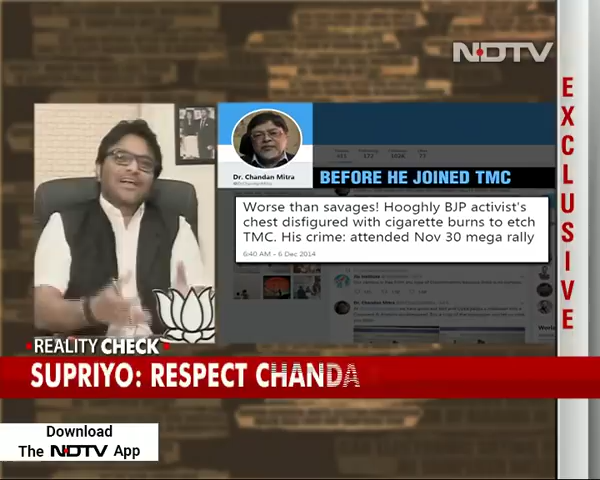 NDTV
EXCLUSIVE
Dr. Chandan Mitra
BEFORE HE JOINED TMC
Worse than savages! Hooghly BJP activist's
chest disfigured with cigarette burns to etch
TMC. His crime: attended Nov 30 mega rally
6:40 AM - 6 Dec 2014
REALITY CHECK
SUPRIYO: RESPECT CHANDA
Download
The NDTV App